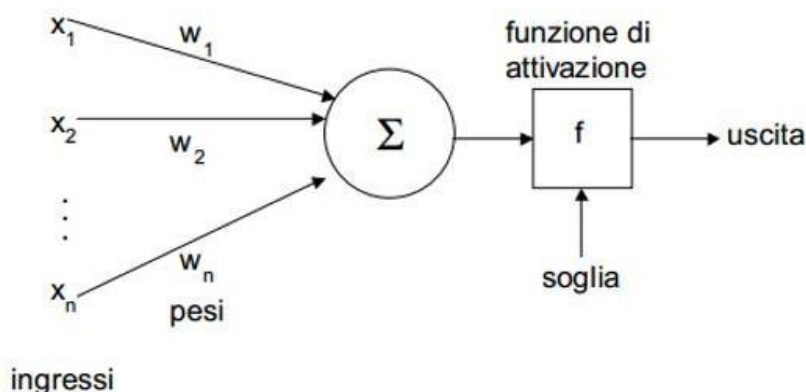 x1
w1
funzione di
attivazione
x2
w2
Σ
f
uscita
⋮
wn
soglia
xn
pesi
ingressi